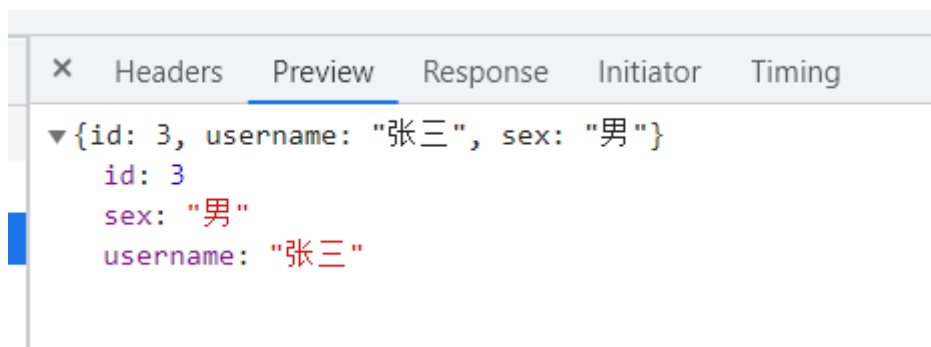 × Headers Preview Response Initiator Timing
▼{id: 3, username: "张三", sex: "男"}
id: 3
sex: "男"
username: "张三"